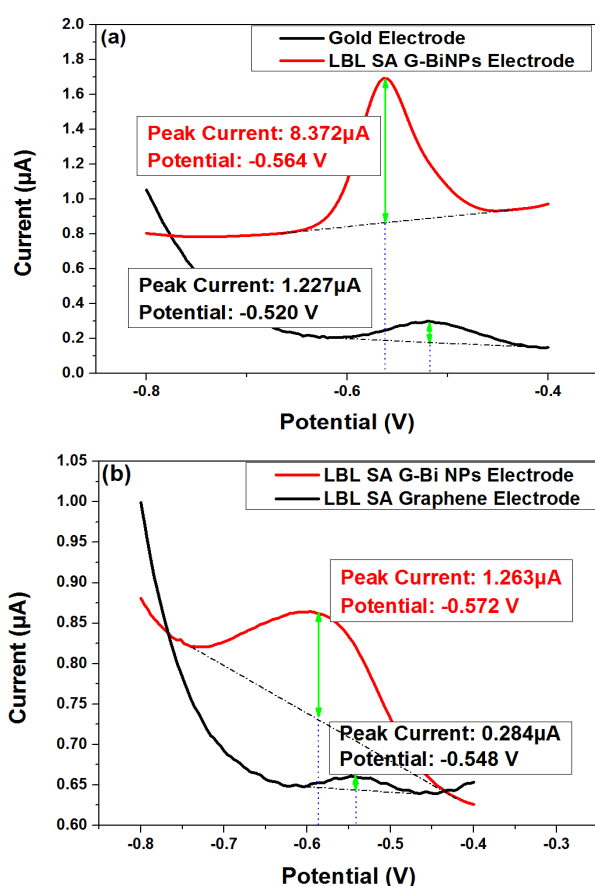 (a)
Gold Electrode
LBL SA G-BiNPs Electrode
Peak Current: 8.372µA
Potential: -0.564 V
Peak Current: 1.227µA
Potential: -0.520 V
2.0
1.8
1.6
1.4
1.2
1.0
0.8
0.6
0.4
0.2
0.0
Current (µA)
-0.8
-0.6
-0.4
Potential (V)
(b)
LBL SA G-Bi NPs Electrode
LBL SA Graphene Electrode
Peak Current: 1.263µA
Potential: -0.572 V
Peak Current: 0.284µA
Potential: -0.548 V
1.05
1.00
0.95
0.90
0.85
0.80
0.75
0.70
0.65
0.60
Current (µA)
-0.8
-0.7
-0.6
-0.5
-0.4
-0.3
Potential (V)